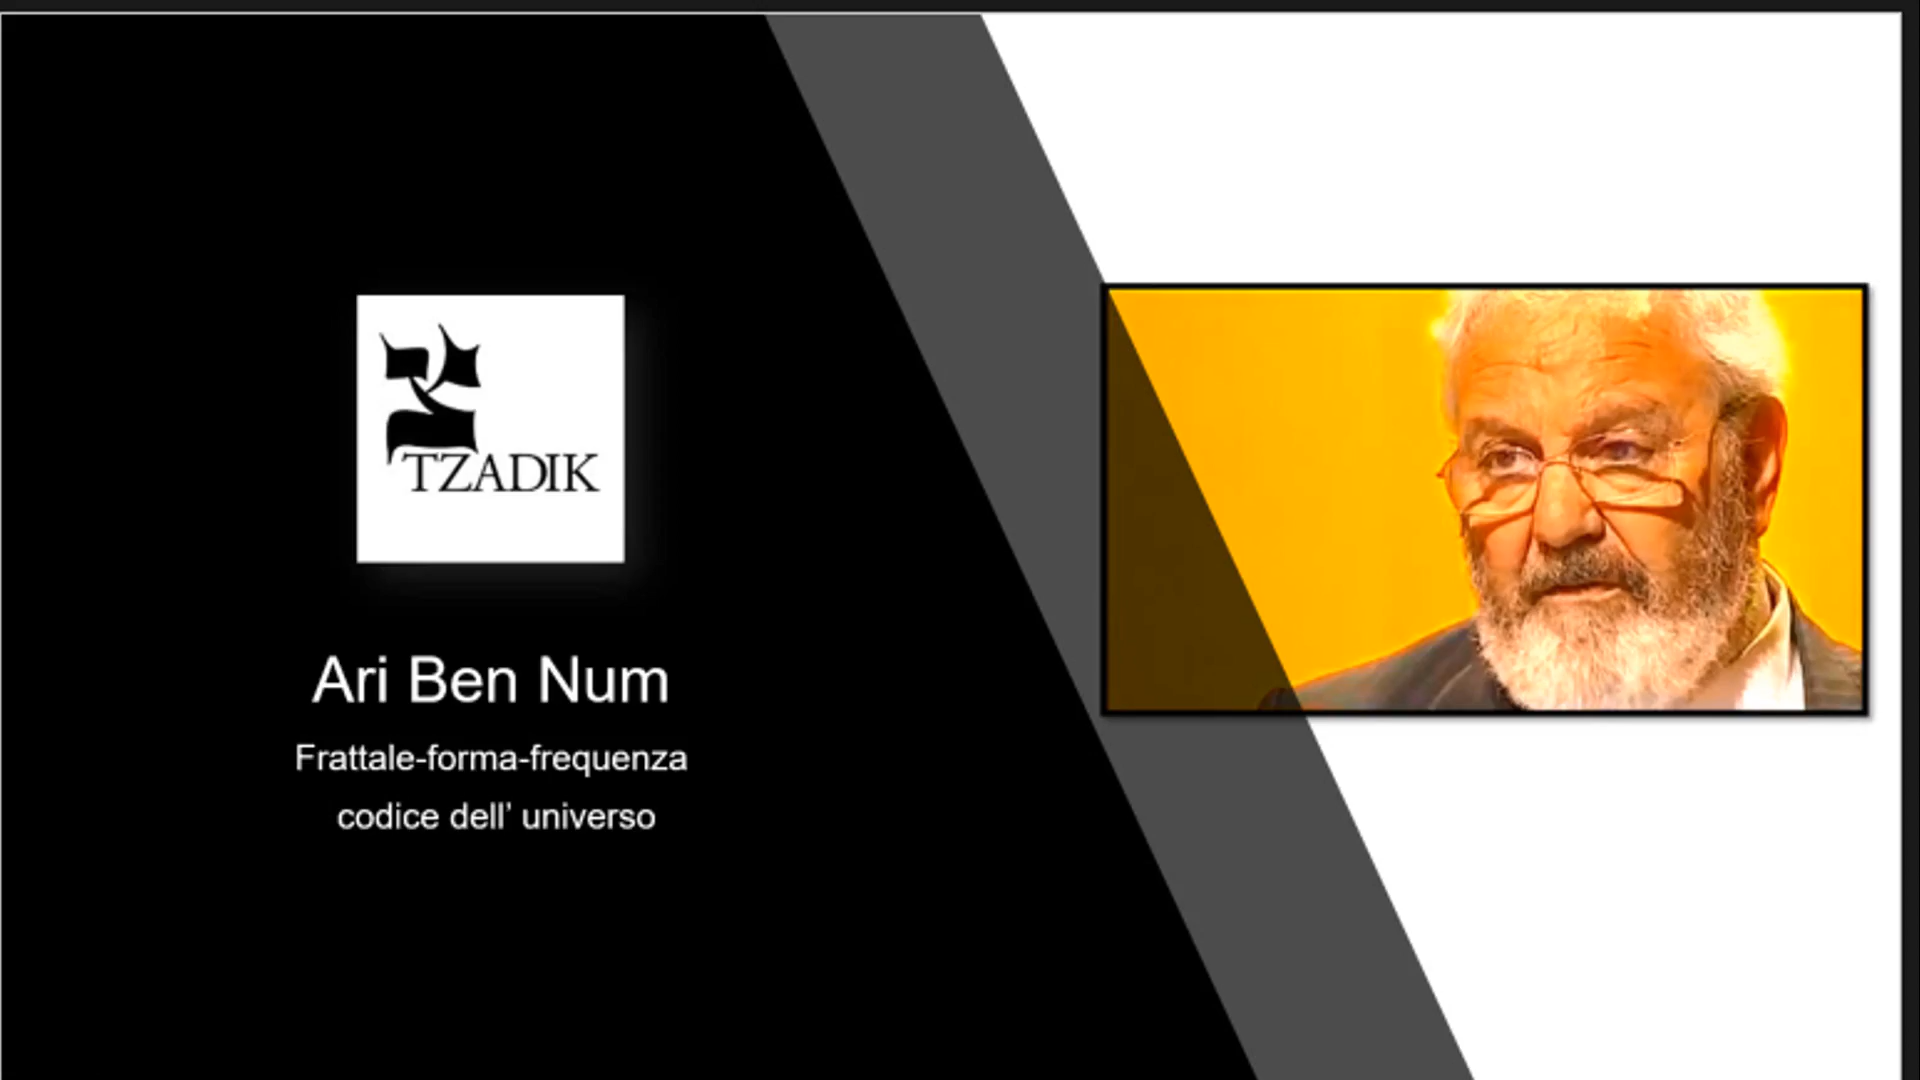 צ
TZADIK
Ari Ben Num
Frattale-forma-frequenza
codice dell’ universo